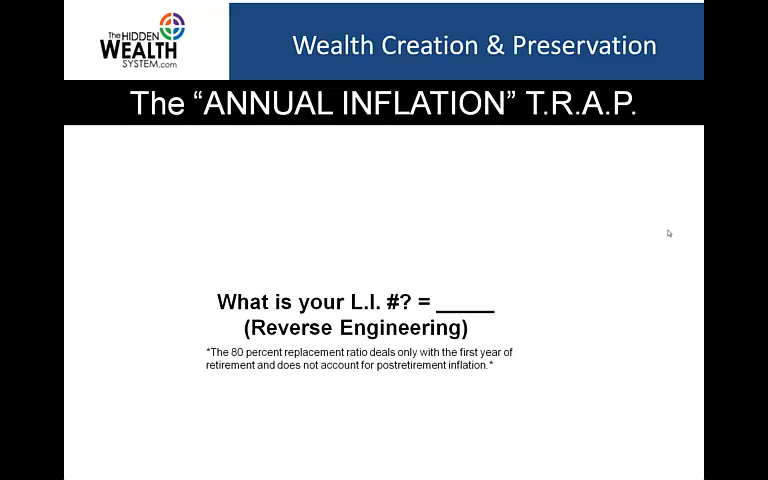 The HIDDEN
WEALTH
SYSTEM.com
Wealth Creation & Preservation
The “ANNUAL INFLATION” T.R.A.P.
What is your L.I. #? = _____
(Reverse Engineering)
*The 80 percent replacement ratio deals only with the first year of
retirement and does not account for postretirement inflation.*